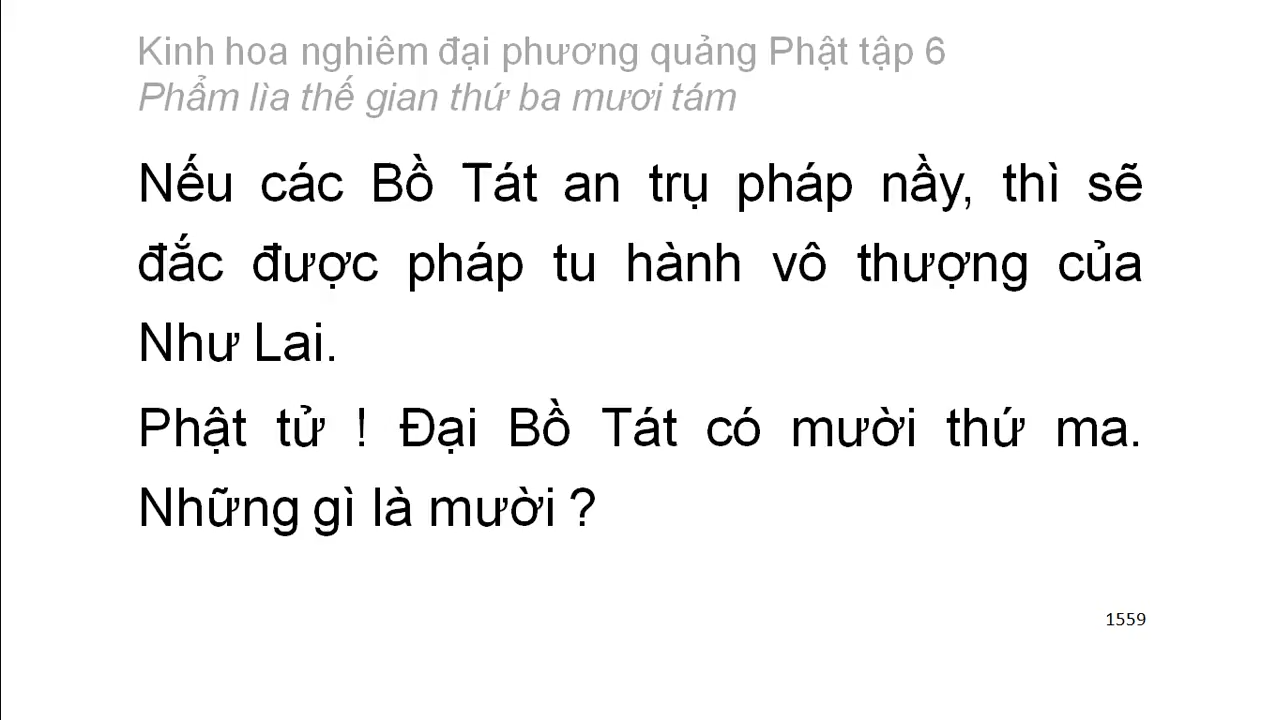 Kinh hoa nghiêm đại phương quảng Phật tập 6
Phẩm lìa thế gian thứ ba mươi tám
Nếu các Bồ Tát an trụ pháp nầy, thì sẽ
đắc được pháp tu hành vô thượng của
Như Lai.
Phật tử ! Đại Bồ Tát có mười thứ ma.
Những gì là mười ?
1559